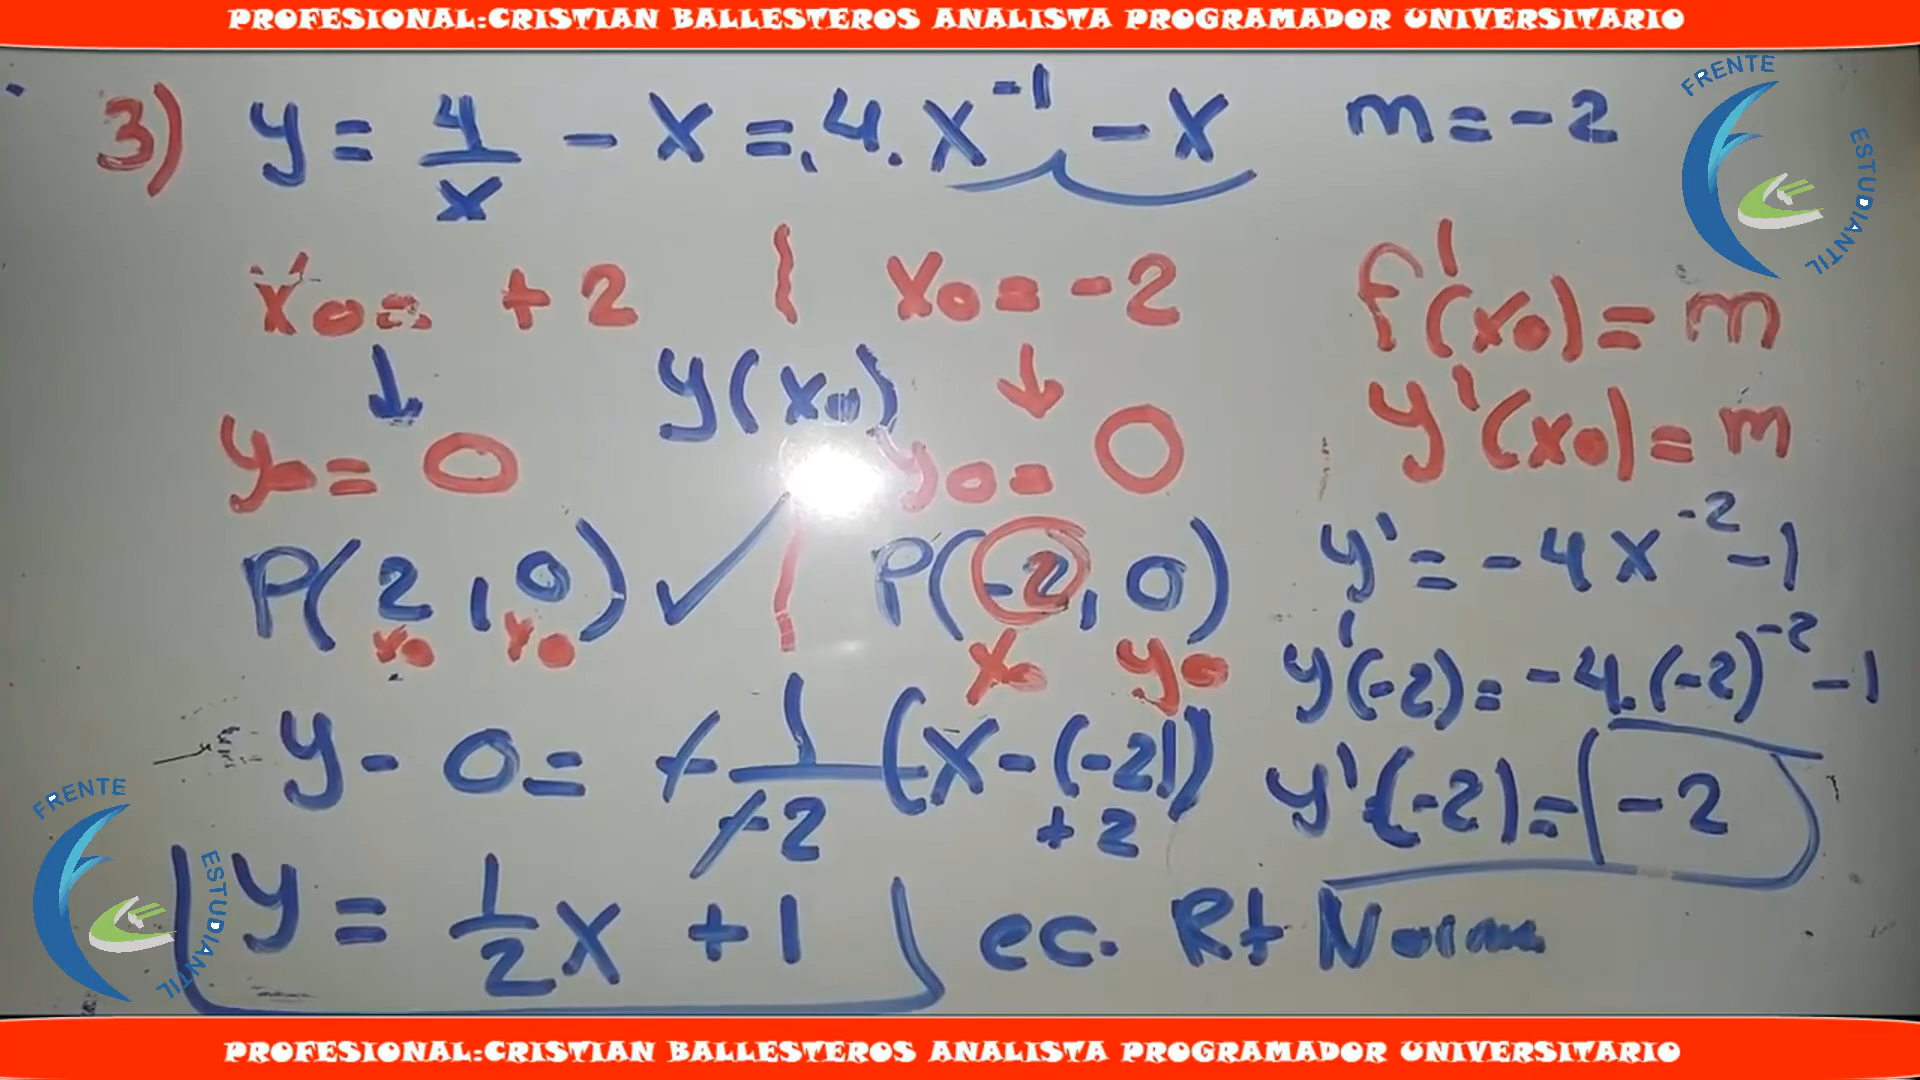 PROFESIONAL:CRISTIAN BALLESTEROS ANALISTA PROGRAMADOR UNIVERSITARIO
FRENTE ESTUDIANTIL
3) y = 4/x - x = 4 . x^-1 - x m = -2
x0 = +2 x0 = -2 f'(x0) = m
y(x0) y'(x0) = m
y0 = 0 y0 = 0
P(2,0) ✓ P(-2,0) y' = -4x^-2 - 1
x0 y0 x0 y0 y'(-2) = -4.(-2)^-2 - 1
y - 0 = - 1/-2 (x - (-2)) y'(-2) = -2
+2
y = 1/2 x + 1 ec. Rt
FRENTE ESTUDIANTIL
PROFESIONAL:CRISTIAN BALLESTEROS ANALISTA PROGRAMADOR UNIVERSITARIO